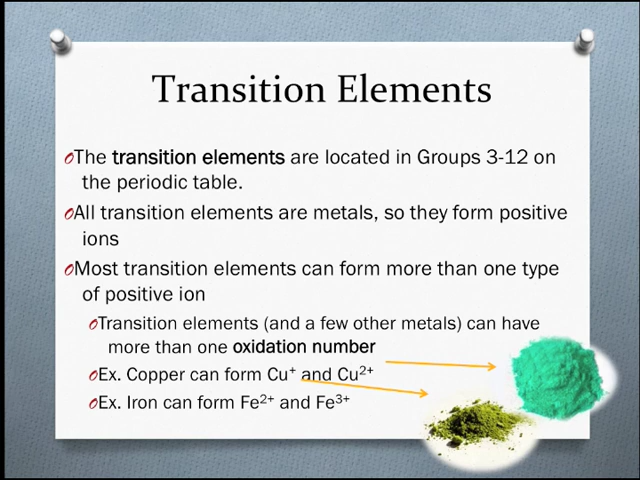 Transition Elements
The transition elements are located in Groups 3-12 on
the periodic table.
All transition elements are metals, so they form positive
ions
Most transition elements can form more than one type
of positive ion
Transition elements (and a few other metals) can have
more than one oxidation number
Ex. Copper can form Cu⁺ and Cu²⁺
Ex. Iron can form Fe²⁺ and Fe³⁺